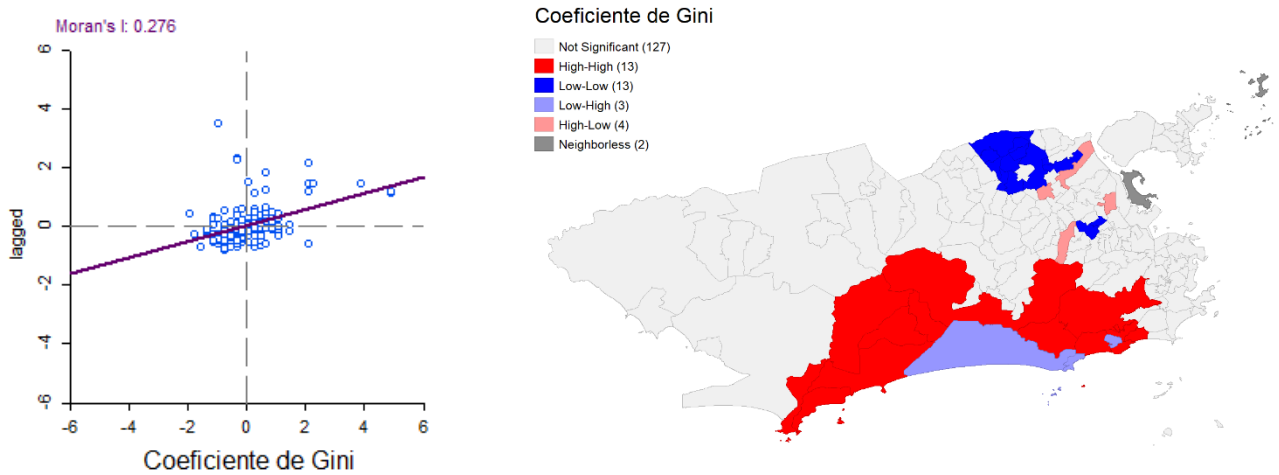 Moran's I: 0.276
6
4
2
0
-2
-4
-6
lagged
-6
-4
-2
0
2
4
6
Coeficiente de Gini
Coeficiente de Gini
Not Significant (127)
High-High (13)
Low-Low (13)
Low-High (3)
High-Low (4)
Neighborless (2)